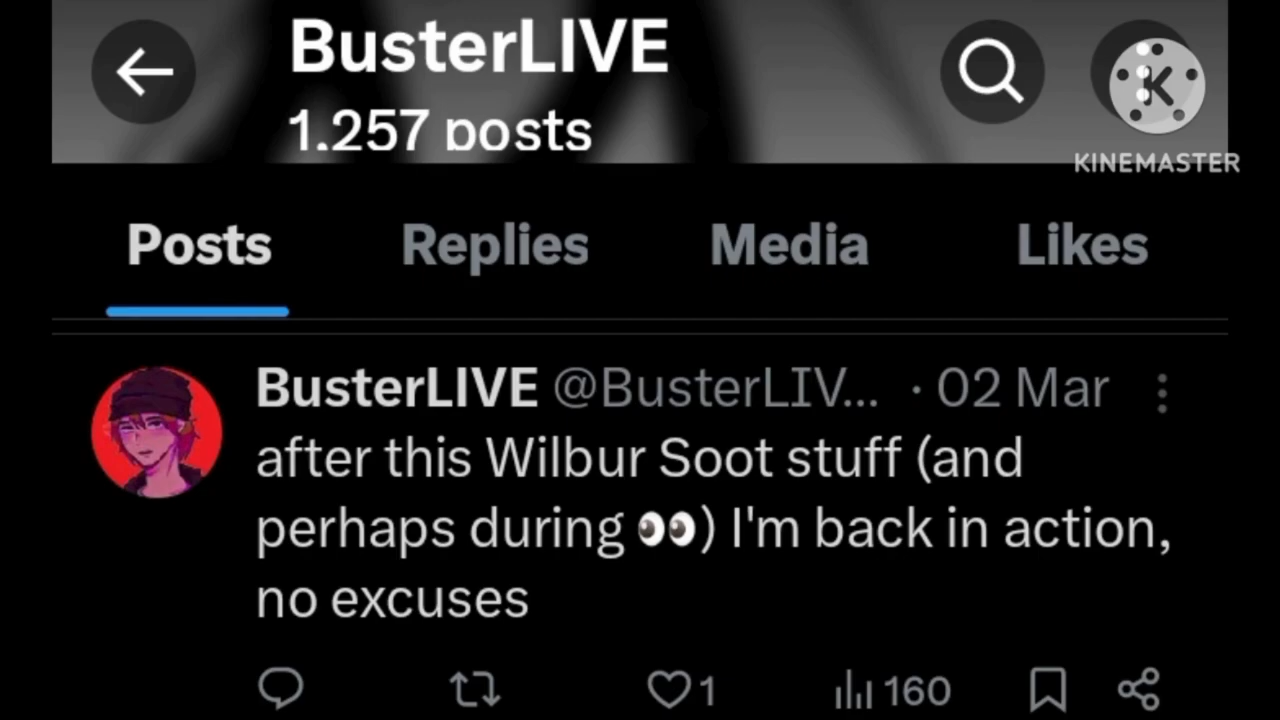 BusterLIVE
1.257 posts
K
KINEMASTER
Posts Replies Media Likes
BusterLIVE @BusterLIV... · 02 Mar
after this Wilbur Soot stuff (and
perhaps during 👀) I'm back in action,
no excuses
1 160